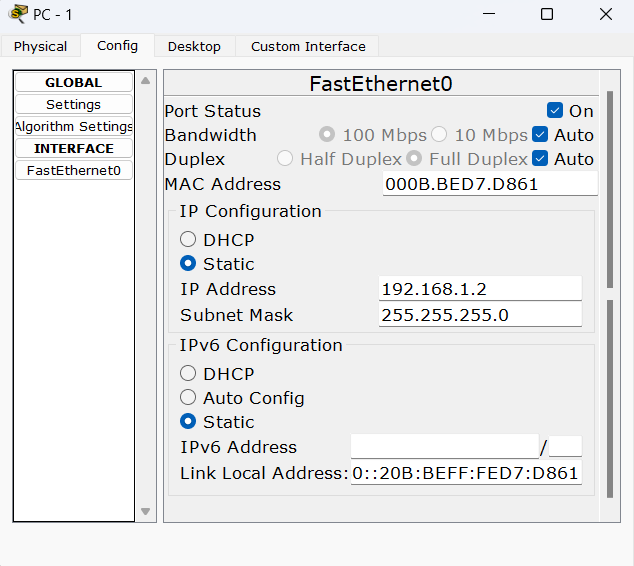 PC - 1
Physical Config Desktop Custom Interface
GLOBAL
Settings
Algorithm Settings
INTERFACE
FastEthernet0
FastEthernet0
Port Status On
Bandwidth 100 Mbps 10 Mbps Auto
Duplex Half Duplex Full Duplex Auto
MAC Address 000B.BED7.D861
IP Configuration
DHCP
Static
IP Address 192.168.1.2
Subnet Mask 255.255.255.0
IPv6 Configuration
DHCP
Auto Config
Static
IPv6 Address /
Link Local Address: 0::20B:BEFF:FED7:D861